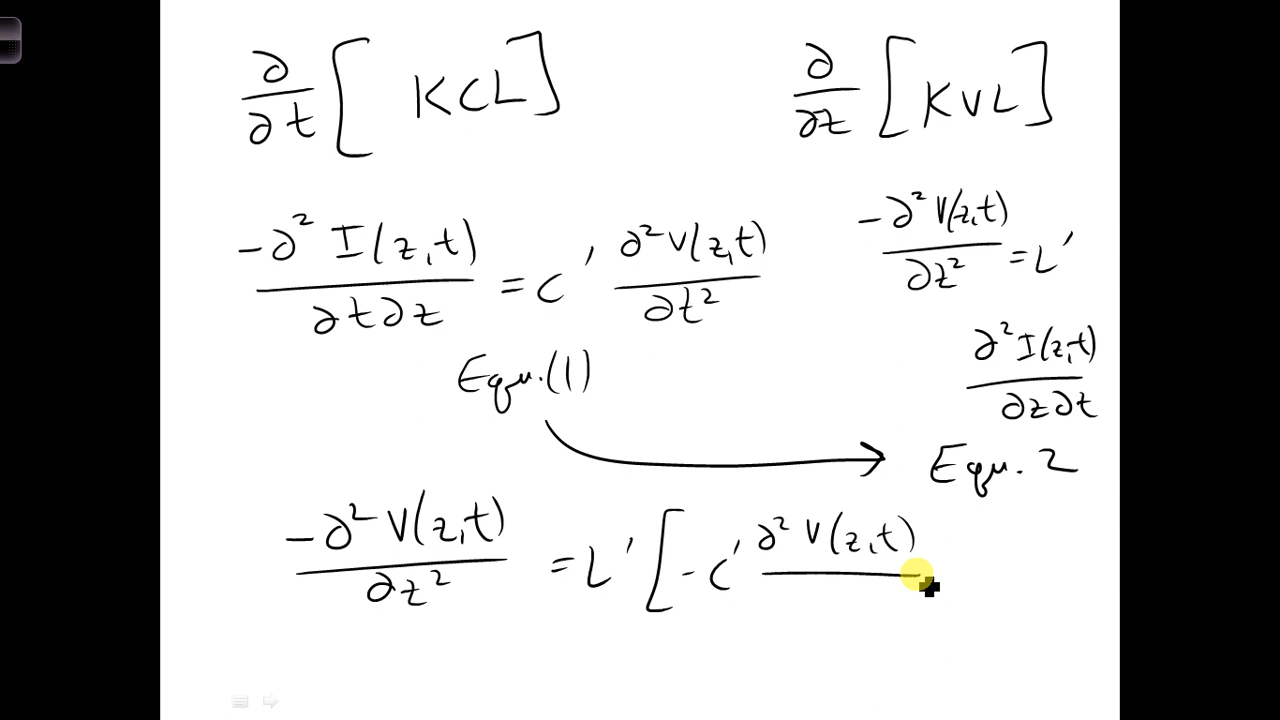 ∂/∂t [ KCL ]
∂/∂z [ KVL ]
-∂² I(z,t) / ∂t∂z = C' ∂² V(z,t) / ∂t²
-∂² V(z,t) / ∂z² = L'
∂² I(z,t) / ∂z∂t
Equ.(1)
Equ. 2
-∂² V(z,t) / ∂z² = L' [ - C' ∂² V(z,t)